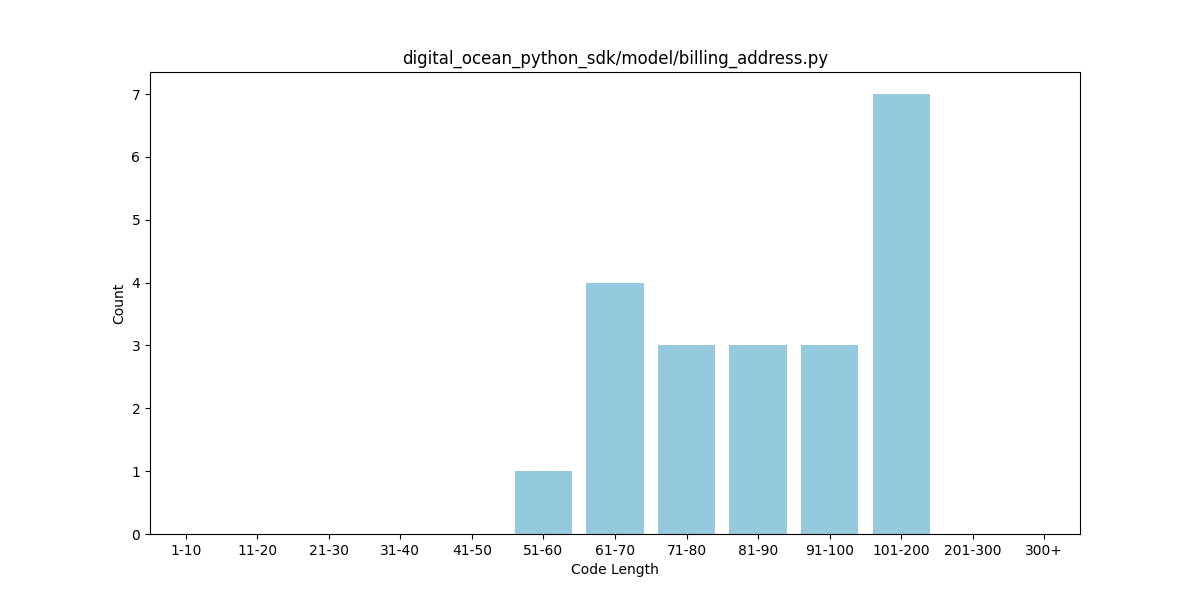 digital_ocean_python_sdk/model/billing_address.py
7
6
5
4
3
2
1
0
Count
1-10 11-20 21-30 31-40 41-50 51-60 61-70 71-80 81-90 91-100 101-200 201-300 300+
Code Length